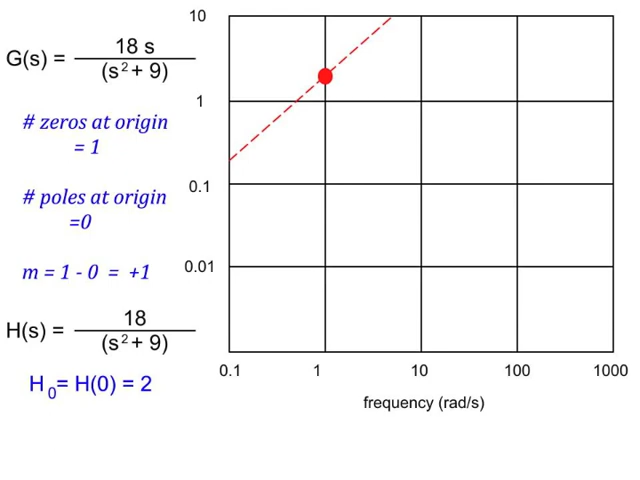 G(s) = 18 s / (s² + 9)
# zeros at origin
= 1
# poles at origin
=0
m = 1 - 0 = +1
H(s) = 18 / (s² + 9)
H₀= H(0) = 2
10
1
0.1
0.01
0.1 1 10 100 1000
frequency (rad/s)